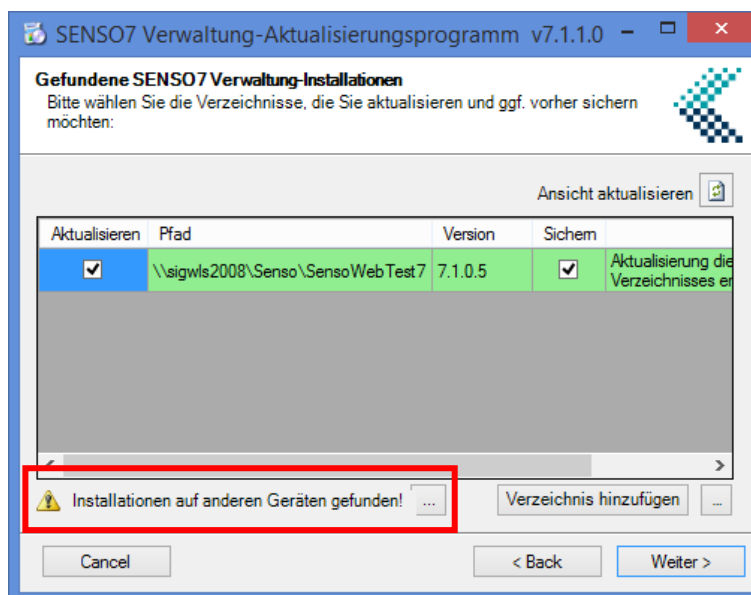 SENSO7 Verwaltung-Aktualisierungsprogramm v7.1.1.0
Gefundene SENSO7 Verwaltung-Installationen
Bitte wählen Sie die Verzeichnisse, die Sie aktualisieren und ggf. vorher sichern
möchten:
Ansicht aktualisieren
Aktualisieren Pfad Version Sichern
\\sigwls2008\Senso\SensoWebTest7 7.1.0.5 Aktualisierung die
Verzeichnisses er
Installationen auf anderen Geräten gefunden! ... Verzeichnis hinzufügen ...
Cancel < Back Weiter >